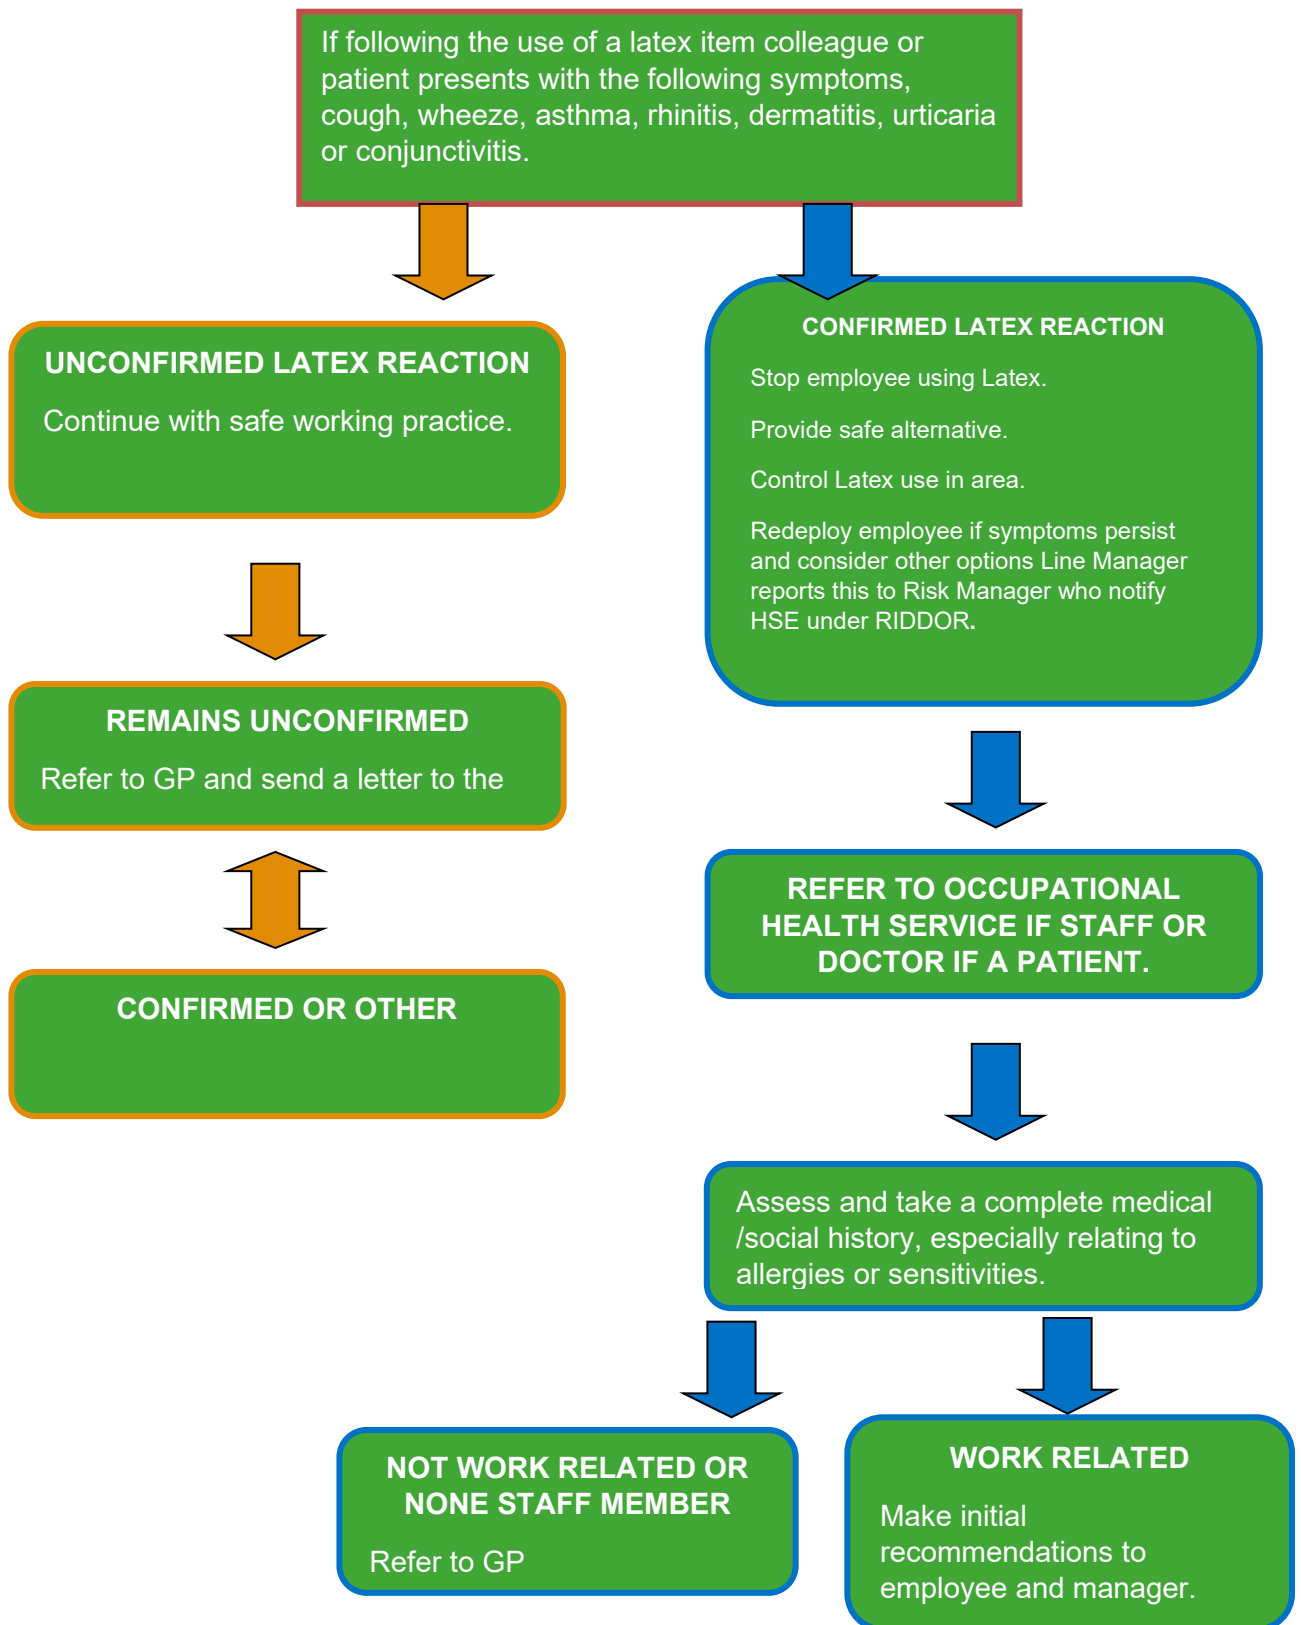 If following the use of a latex item colleague or
patient presents with the following symptoms,
cough, wheeze, asthma, rhinitis, dermatitis, urticaria
or conjunctivitis.
UNCONFIRMED LATEX REACTION
Continue with safe working practice.
CONFIRMED LATEX REACTION
Stop employee using Latex.
Provide safe alternative.
Control Latex use in area.
Redeploy employee if symptoms persist
and consider other options Line Manager
reports this to Risk Manager who notify
HSE under RIDDOR.
REMAINS UNCONFIRMED
Refer to GP and send a letter to the
CONFIRMED OR OTHER
REFER TO OCCUPATIONAL
HEALTH SERVICE IF STAFF OR
DOCTOR IF A PATIENT.
Assess and take a complete medical
/social history, especially relating to
allergies or sensitivities.
NOT WORK RELATED OR
NONE STAFF MEMBER
Refer to GP
WORK RELATED
Make initial
recommendations to
employee and manager.